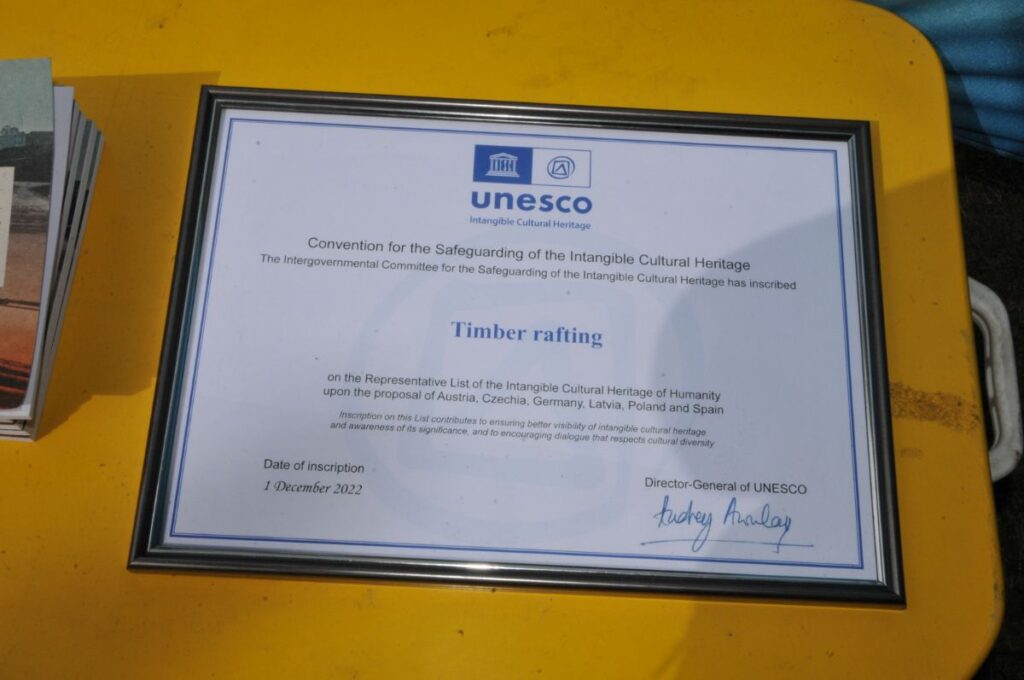 unesco
Intangible Cultural Heritage
Convention for the Safeguarding of the Intangible Cultural Heritage
The Intergovernmental Committee for the Safeguarding of the Intangible Cultural Heritage has inscribed
Timber rafting
on the Representative List of the Intangible Cultural Heritage of Humanity
upon the proposal of Austria, Czechia, Germany, Latvia, Poland and Spain
Inscription on this List contributes to ensuring better visibility of intangible cultural heritage
and awareness of its significance, and to encouraging dialogue that respects cultural diversity
Date of inscription
1 December 2022
Director-General of UNESCO